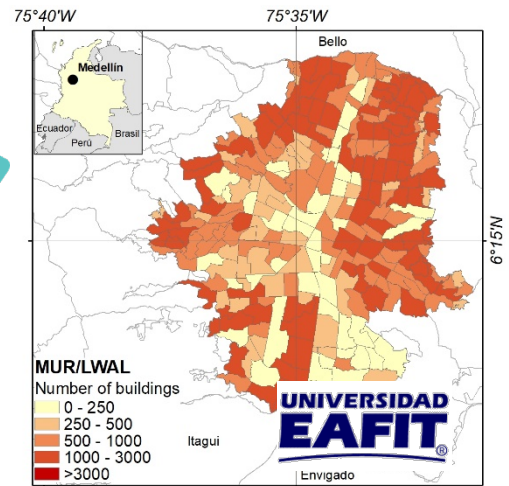 75°40'W
75°35'W
Bello
Medellín
Ecuador
Brasil
Perú
6°15'N
MUR/LWAL
Number of buildings
0 - 250
250 - 500
500 - 1000
1000 - 3000
>3000
Itagui
UNIVERSIDAD
EAFIT
®
Envigado